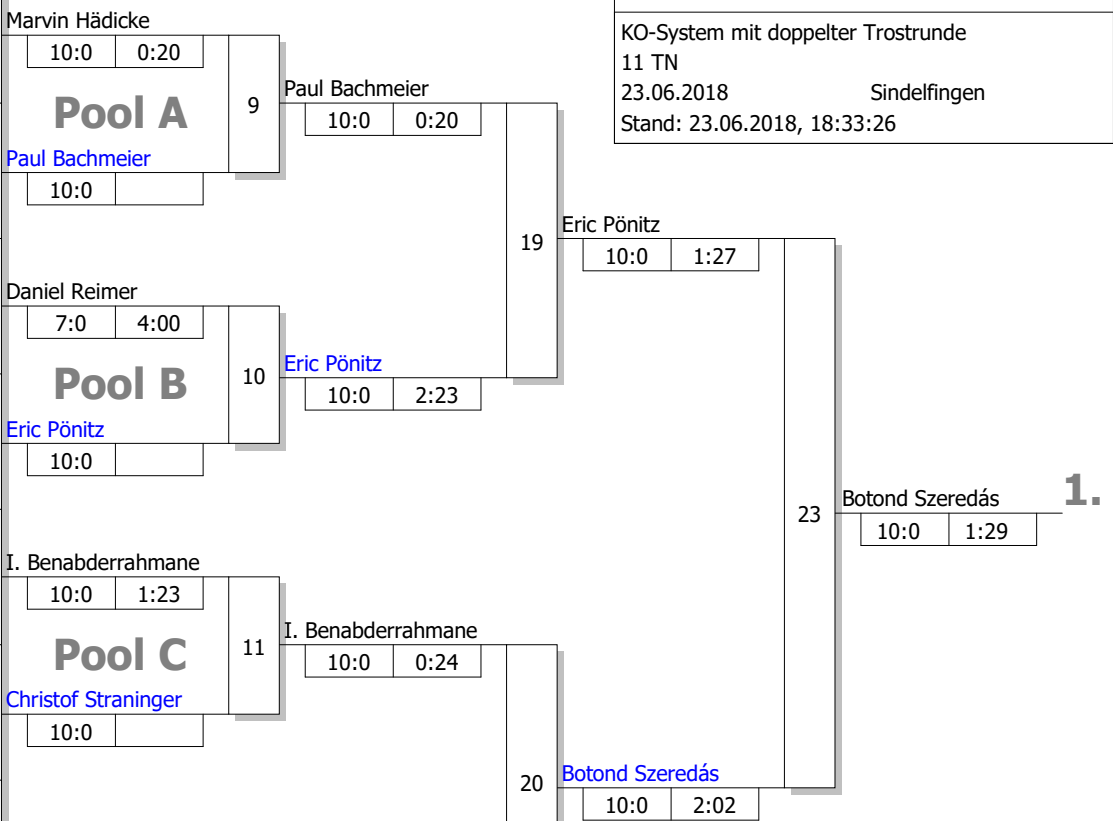 KO-System mit doppelter Trostrunde
11 TN
23.06.2018 Sindelfingen
Stand: 23.06.2018, 18:33:26
Marvin Hädicke
10:0 0:20
Pool A
9
Paul Bachmeier
10:0
Paul Bachmeier
10:0 0:20
Daniel Reimer
7:0 4:00
Pool B
10
Eric Pönitz
10:0
Eric Pönitz
10:0 2:23
19
Eric Pönitz
10:0 1:27
I. Benabderrahmane
10:0 1:23
Pool C
11
Christof Straninger
10:0
I. Benabderrahmane
10:0 0:24
20
Botond Szeredás
10:0 2:02
23
Botond Szeredás
10:0 1:29
1.